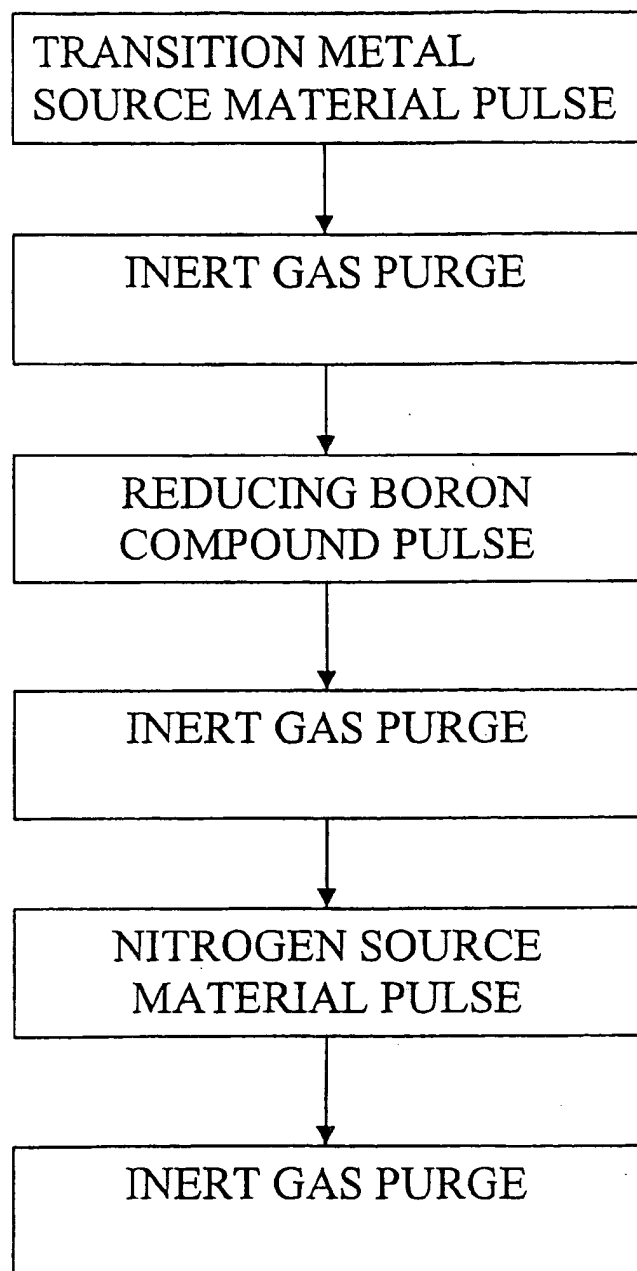 TRANSITION METAL
SOURCE MATERIAL PULSE
INERT GAS PURGE
REDUCING BORON
COMPOUND PULSE
INERT GAS PURGE
NITROGEN SOURCE
MATERIAL PULSE
INERT GAS PURGE